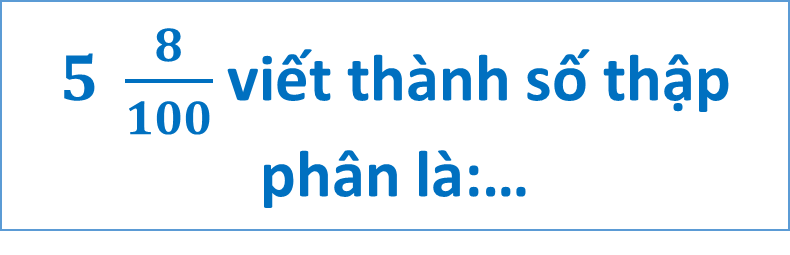 5 8/100 viết thành số thập
phân là:...